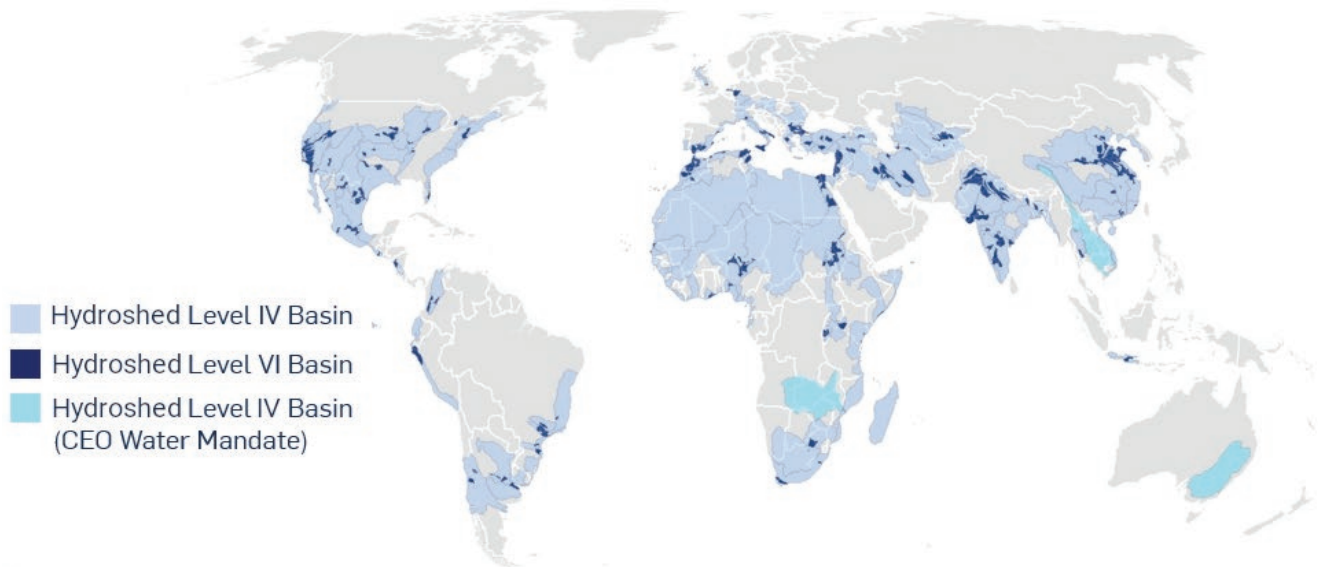 Hydroshed Level IV Basin
Hydroshed Level VI Basin
Hydroshed Level IV Basin
(CEO Water Mandate)